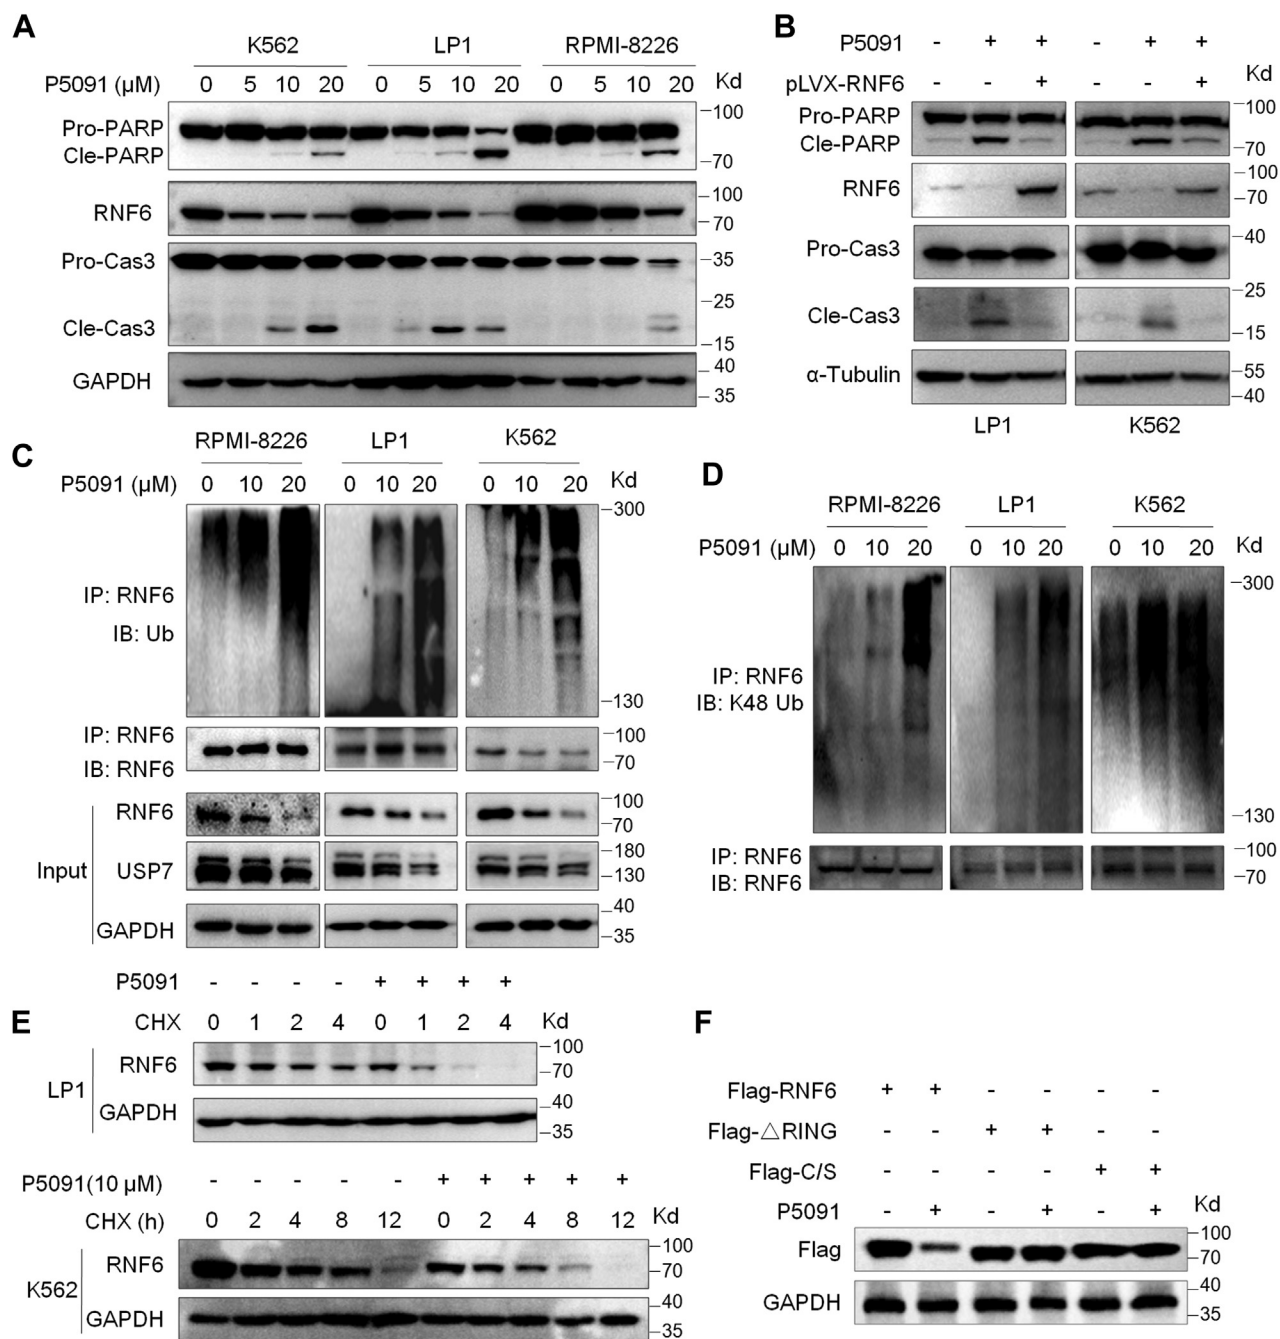 A
K562 LP1 RPMI-8226
P5091 (μM) 0 5 10 20 0 5 10 20 0 5 10 20 Kd
Pro-PARP
Cle-PARP
100
70
RNF6
100
70
Pro-Cas3
35
25
Cle-Cas3
15
GAPDH
40
35
B
P5091 - + + - + +
pLVX-RNF6 - - + - - + Kd
Pro-PARP
Cle-PARP
100
70
RNF6
100
70
Pro-Cas3
40
Cle-Cas3
25
15
α-Tubulin
55
40
LP1 K562
C
RPMI-8226 LP1 K562
P5091 (μM) 0 10 20 0 10 20 0 10 20 Kd
300
IP: RNF6
IB: Ub
130
IP: RNF6
IB: RNF6
100
70
Input
RNF6
100
70
USP7
180
130
GAPDH
40
35
D
RPMI-8226 LP1 K562
P5091 (μM) 0 10 20 0 10 20 0 10 20 Kd
300
IP: RNF6
IB: K48 Ub
130
IP: RNF6
IB: RNF6
100
70
E
P5091 - - - - + + + +
CHX 0 1 2 4 0 1 2 4 Kd
LP1
RNF6
100
70
GAPDH
40
35
P5091(10 μM) - - - - - + + + + +
CHX (h) 0 2 4 8 12 0 2 4 8 12 Kd
K562
RNF6
100
70
GAPDH
40
35
F
Flag-RNF6 + + - - - -
Flag-△RING - - + + - -
Flag-C/S - - - - + +
P5091 - + - + - + Kd
Flag
100
70
GAPDH
40
35